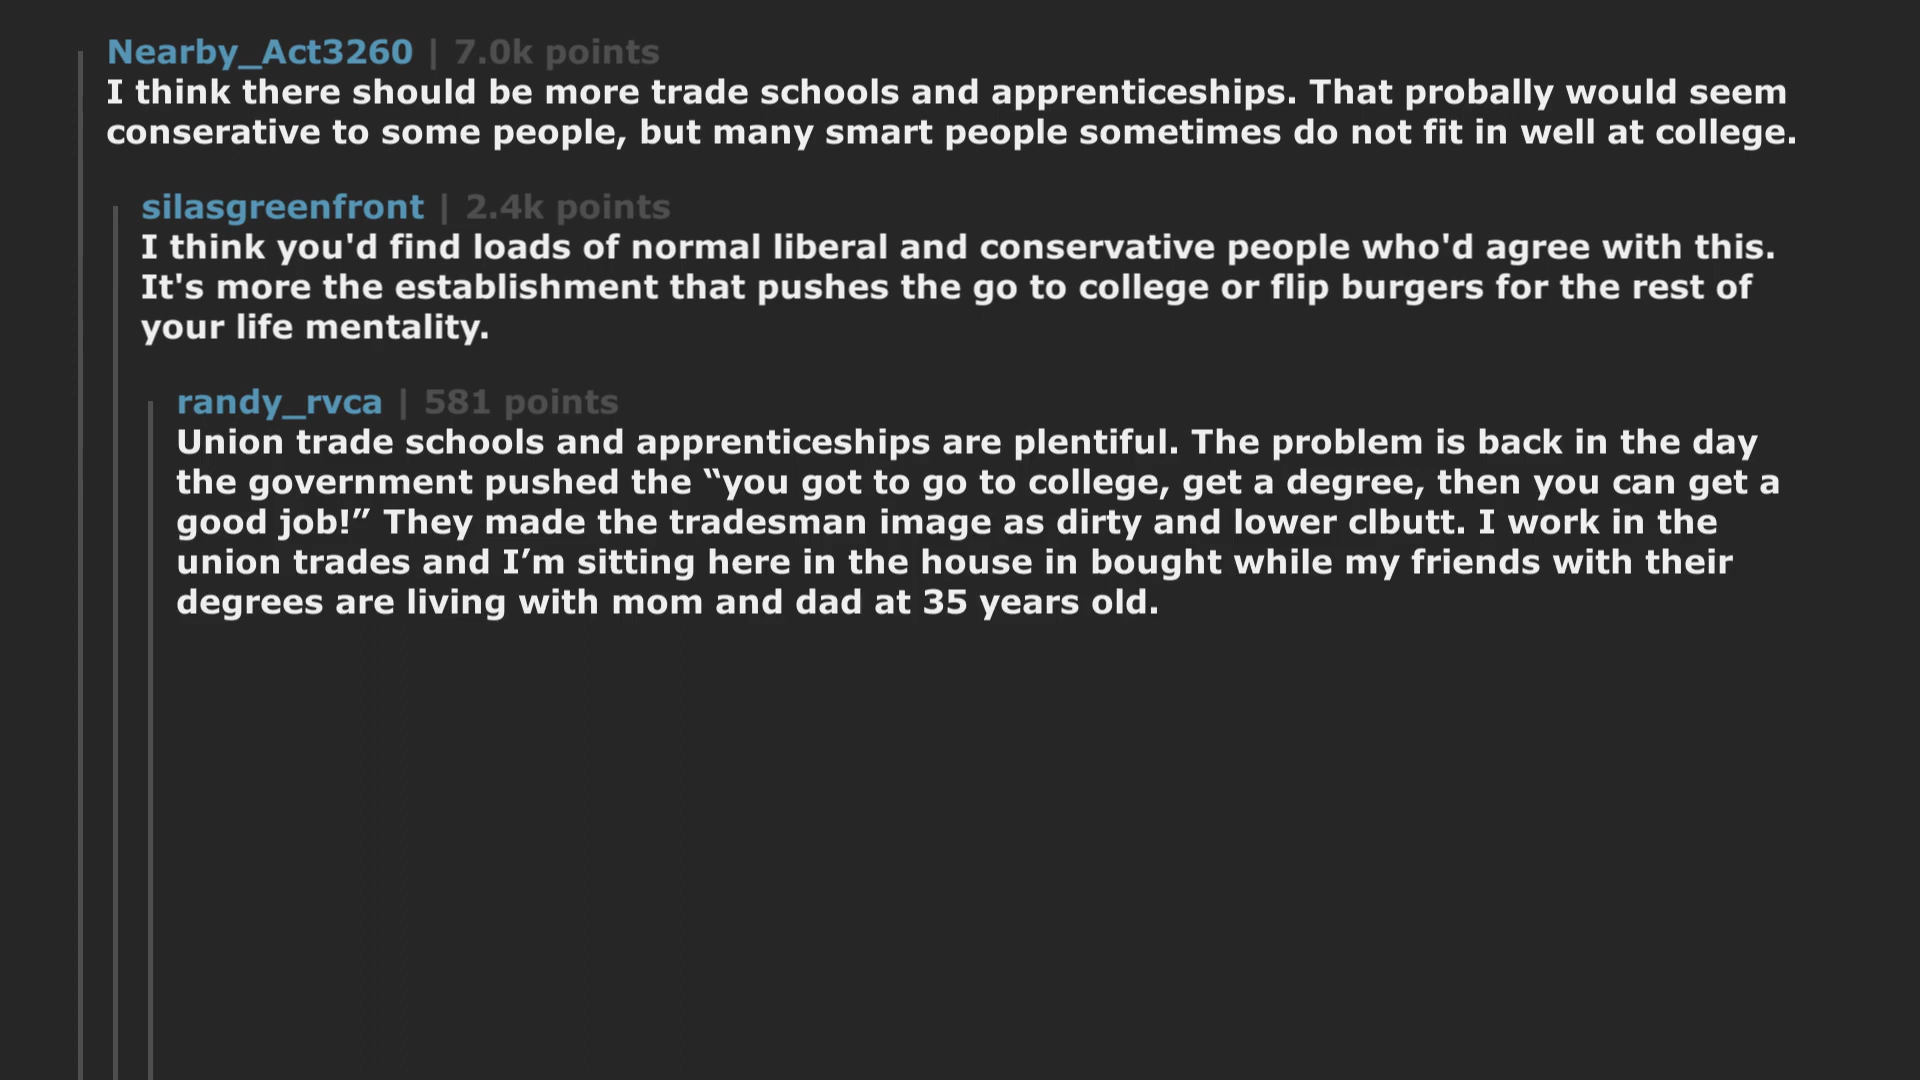 Nearby_Act3260 | 7.0k points
I think there should be more trade schools and apprenticeships. That probally would seem
conserative to some people, but many smart people sometimes do not fit in well at college.
silasgreenfront | 2.4k points
I think you'd find loads of normal liberal and conservative people who'd agree with this.
It's more the establishment that pushes the go to college or flip burgers for the rest of
your life mentality.
randy_rvca | 581 points
Union trade schools and apprenticeships are plentiful. The problem is back in the day
the government pushed the “you got to go to college, get a degree, then you can get a
good job!” They made the tradesman image as dirty and lower clbutt. I work in the
union trades and I’m sitting here in the house in bought while my friends with their
degrees are living with mom and dad at 35 years old.